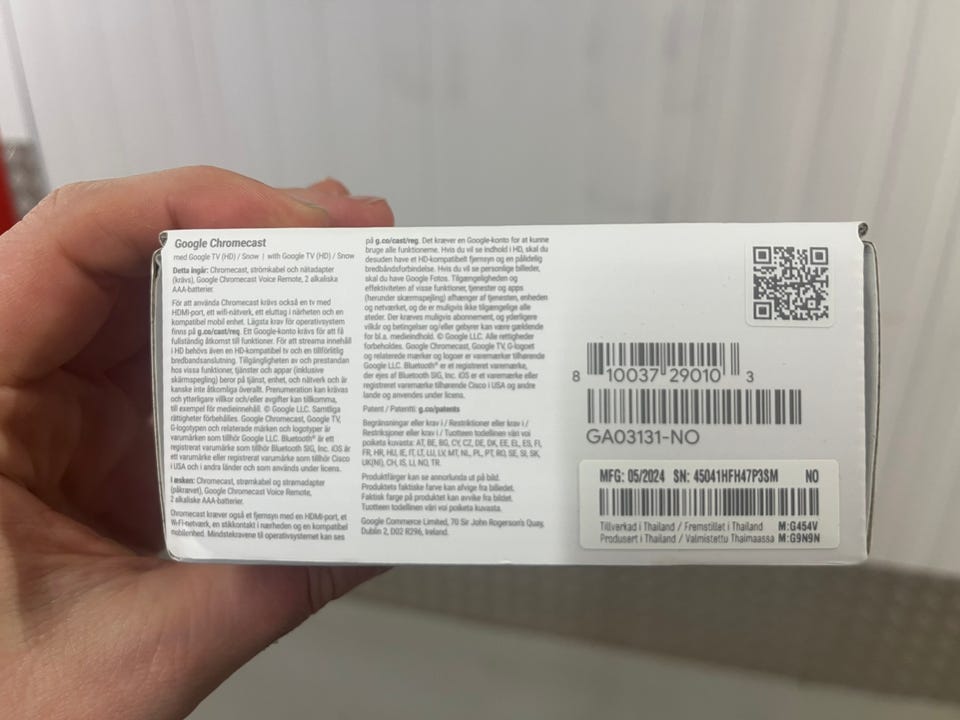 Google Chromecast
med Google TV (HD) / Snow | with Google TV (HD) / Snow
Detta ingår: Chromecast, strömkabel och nätadapter
(krävs), Google Chromecast Voice Remote, 2 alkaliska
AAA-batterier.
För att använda Chromecast krävs också en tv med
HDMI-port, ett wifi-nätverk, ett eluttag i närheten och en
kompatibel mobil enhet. Lägsta krav för operativsystem
finns på g.co/cast/req. Ett Google-konto krävs för att få
fullständig åtkomst till funktioner. För att streama innehåll
i HD behövs även en HD-kompatibel tv och en tillförlitlig
bredbandsanslutning. Tillgängligheten av och prestandan
hos vissa funktioner, tjänster och appar (inklusive
skärmspegling) beror på tjänst, enhet, och nätverk och är
kanske inte åtkomliga överallt. Prenumeration kan krävas
och ytterligare villkor och/eller avgifter kan tillkomma,
till exempel för medieinnehåll. © Google LLC. Samtliga
rättigheter förbehålles. Google Chromecast, Google TV,
G-logotypen och relaterade märken och logotyper är
varumärken som tillhör Google LLC. Bluetooth® är ett
registrerat varumärke som tillhör Bluetooth SIG, Inc. iOS är
ett varumärke eller registrerat varumärke som tillhör Cisco
i USA och i andra länder och som används under licens.
I æsken: Chromecast, strømkabel og strømadapter
(påkrævet), Google Chromecast Voice Remote,
2 alkaliske AAA-batterier.
Chromecast kræver også et fjernsyn med en HDMI-port, et
Wi-Fi-netværk, en stikkontakt i nærheden og en kompatibel
mobilenhed. Mindstekravene til operativsystemet kan ses
på g.co/cast/req. Det kræver en Google-konto for at kunne
bruge alle funktionerne. Hvis du vil se indhold i HD, skal du
desuden have et HD-kompatibelt fjernsyn og en pålidelig
bredbåndsforbindelse. Hvis du vil se personlige billeder,
skal du have Google Fotos. Tilgængeligheden og
effektiviteten af visse funktioner, tjenester og apps
(herunder skærmspejling) afhænger af tjenesten, enheden
og netværket, og de er muligvis ikke tilgængelige alle
steder. Der kræves muligvis abonnement, og yderligere
vilkår og betingelser og/eller gebyrer kan være gældende
for bl.a. medieindhold. © Google LLC. Alle rettigheder
forbeholdes. Google Chromecast, Google TV, G-logoet
og relaterede mærker og logoer er varemærker tilhørende
Google LLC. Bluetooth® er et registreret varemærke,
der ejes af Bluetooth SIG, Inc. iOS er et varemærke eller
registreret varemærke tilhørende Cisco i USA og andre
lande og anvendes under licens.
Patent / Patentti: g.co/patents
Begränsningar eller krav i / Restriktioner eller krav i /
Restriksjoner eller krav i / Tuotteen todellinen väri voi
poiketa kuvasta: AT, BE, BG, CY, CZ, DE, DK, EE, EL, ES, FI,
FR, HR, HU, IE, IT, LT, LU, LV, MT, NL, PL, PT, RO, SE, SI, SK,
UK(NI), CH, IS, LI, NO, TR.
Produktfärger kan se annorlunda ut på bild.
Produktets faktiske farve kan afvige fra billedet.
Faktisk farge på produktet kan avvike fra bildet.
Tuotteen todellinen väri voi poiketa kuvasta.
Google Commerce Limited, 70 Sir John Rogerson's Quay,
Dublin 2, D02 R296, Ireland.
8 10037 29010 3
GA03131-NO
MFG: 05/2024 SN: 45041HFH47P3SM NO
Tillverkad i Thailand / Fremstillet i Thailand M:G454V
Produsert i Thailand / Valmistettu Thaimaassa M:G9N9N